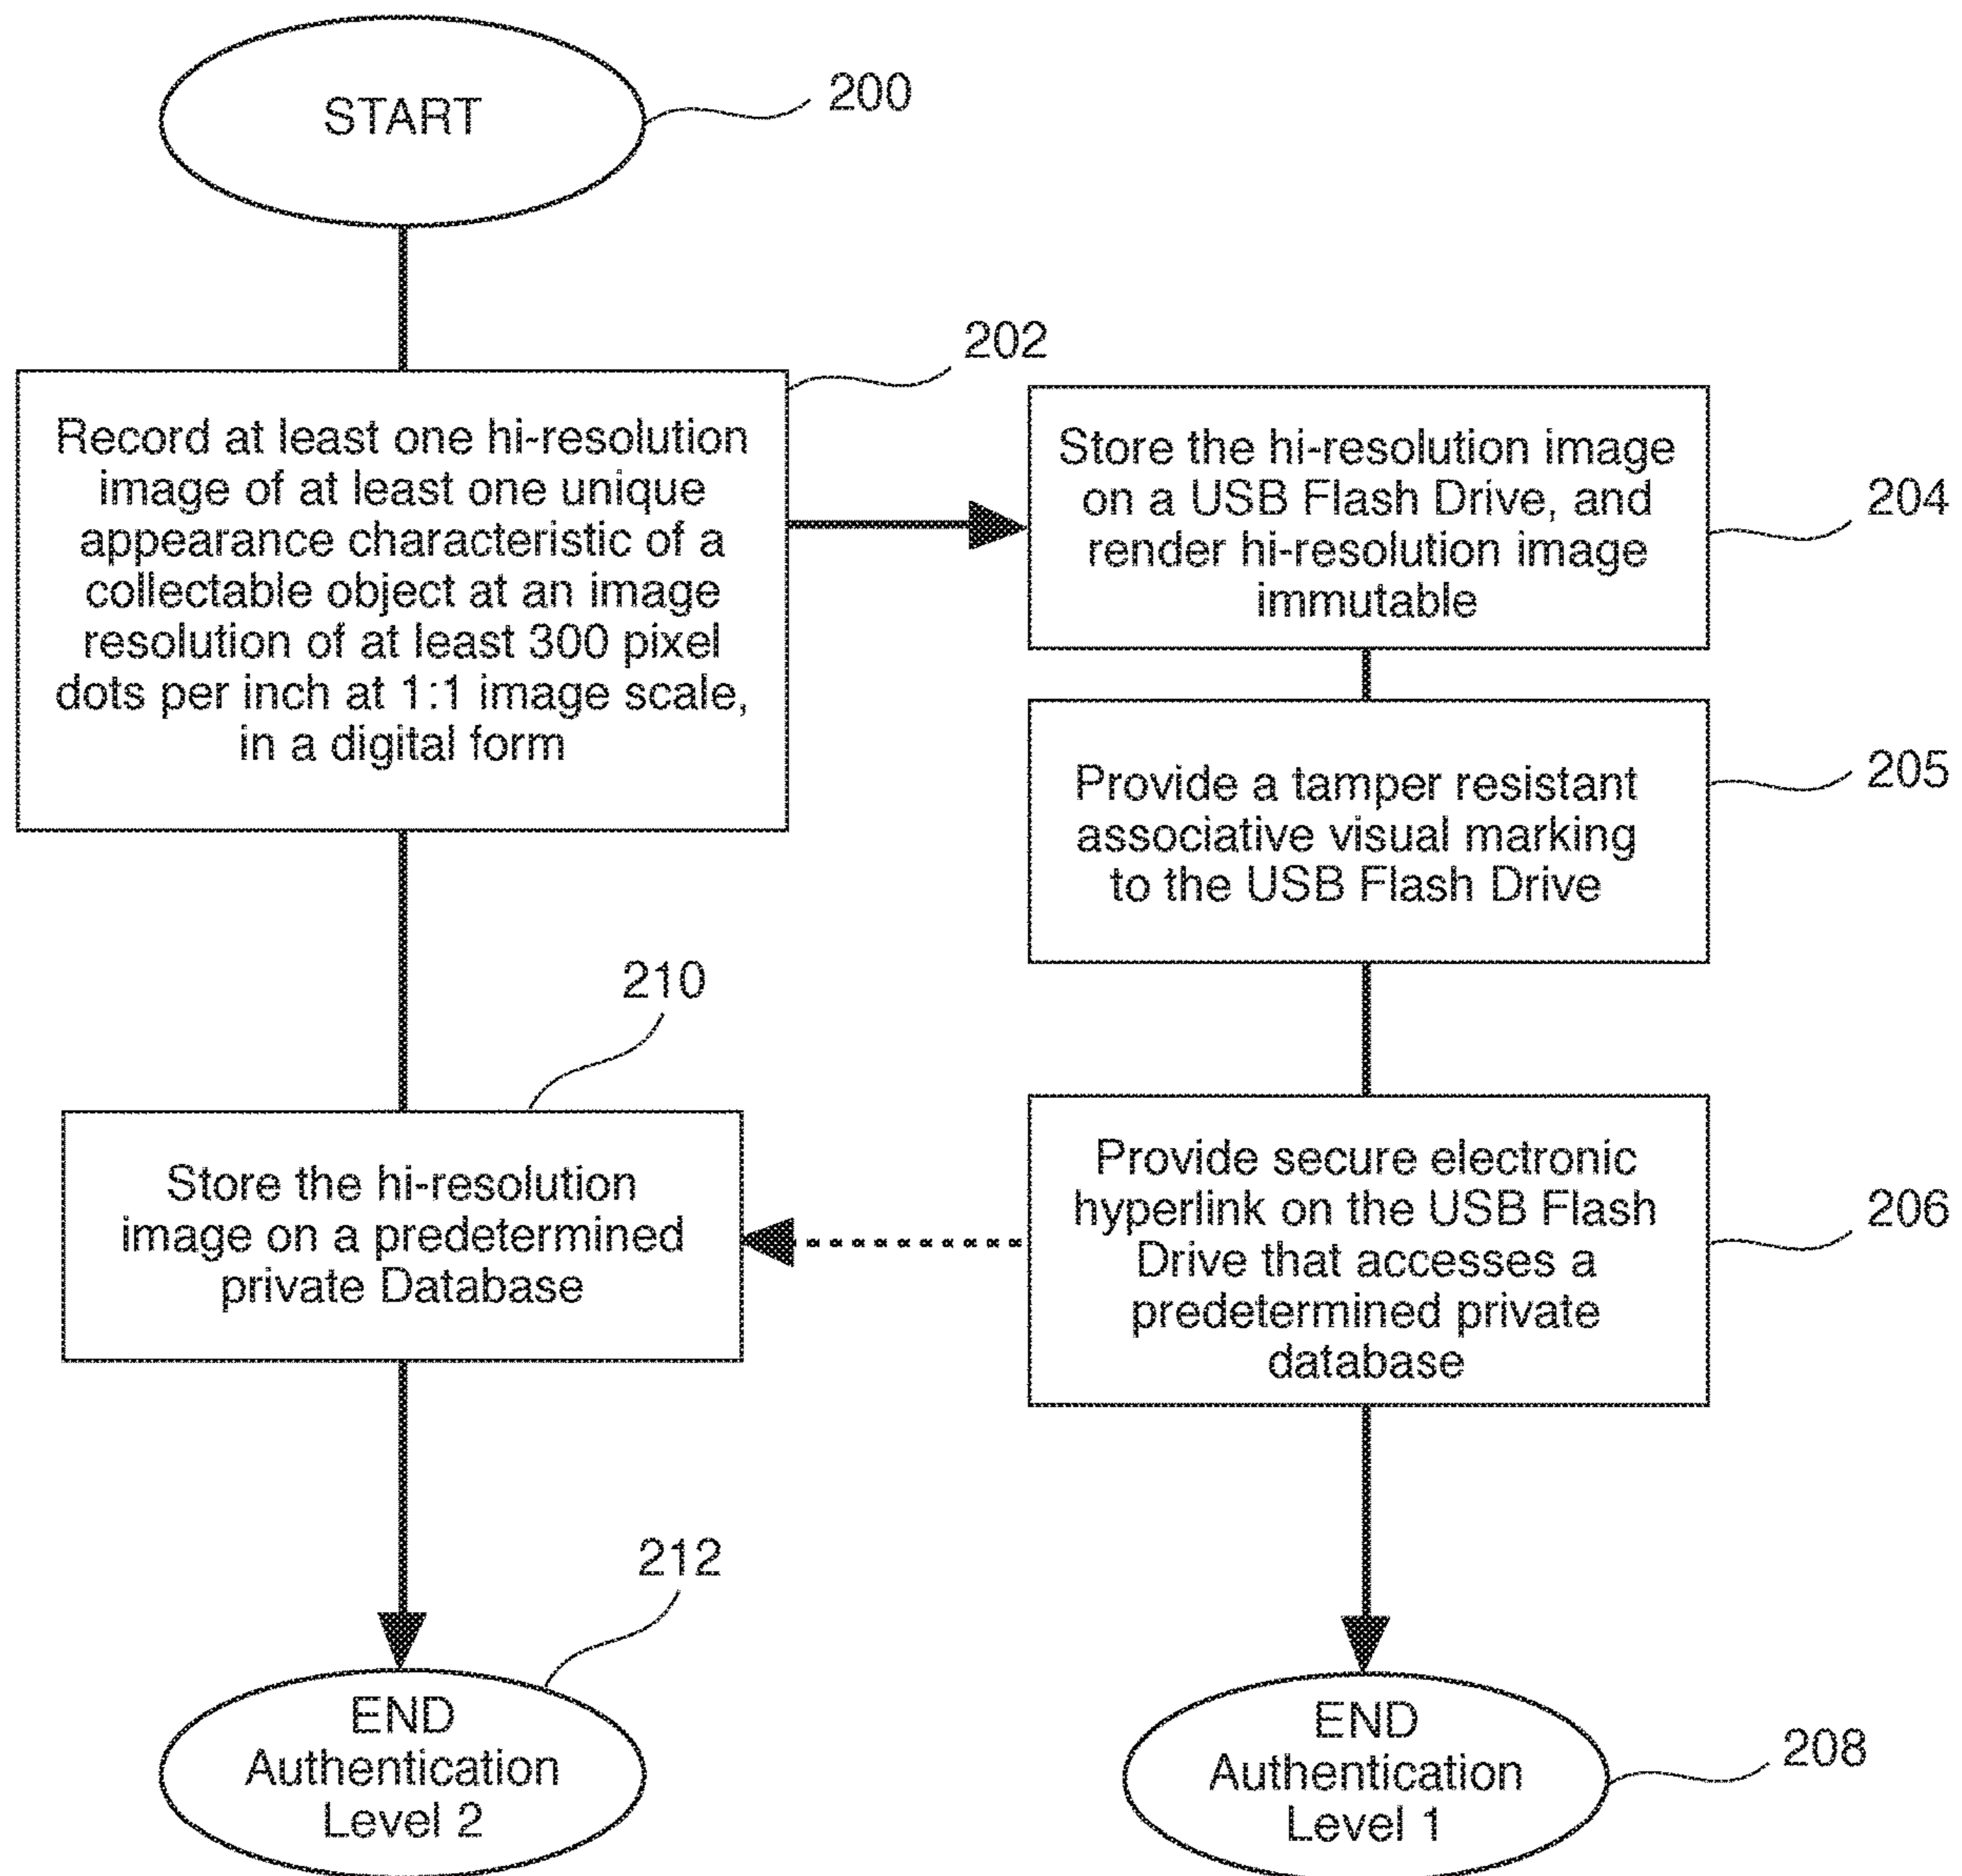 START
200
202
Record at least one hi-resolution
image of at least one unique
appearance characteristic of a
collectable object at an image
resolution of at least 300 pixel
dots per inch at 1:1 image scale,
in a digital form
Store the hi-resolution image
on a USB Flash Drive, and
render hi-resolution image
immutable
204
Provide a tamper resistant
associative visual marking
to the USB Flash Drive
205
210
Store the hi-resolution
image on a predetermined
private Database
Provide secure electronic
hyperlink on the USB Flash
Drive that accesses a
predetermined private
database
206
212
END
Authentication
Level 2
END
Authentication
Level 1
208